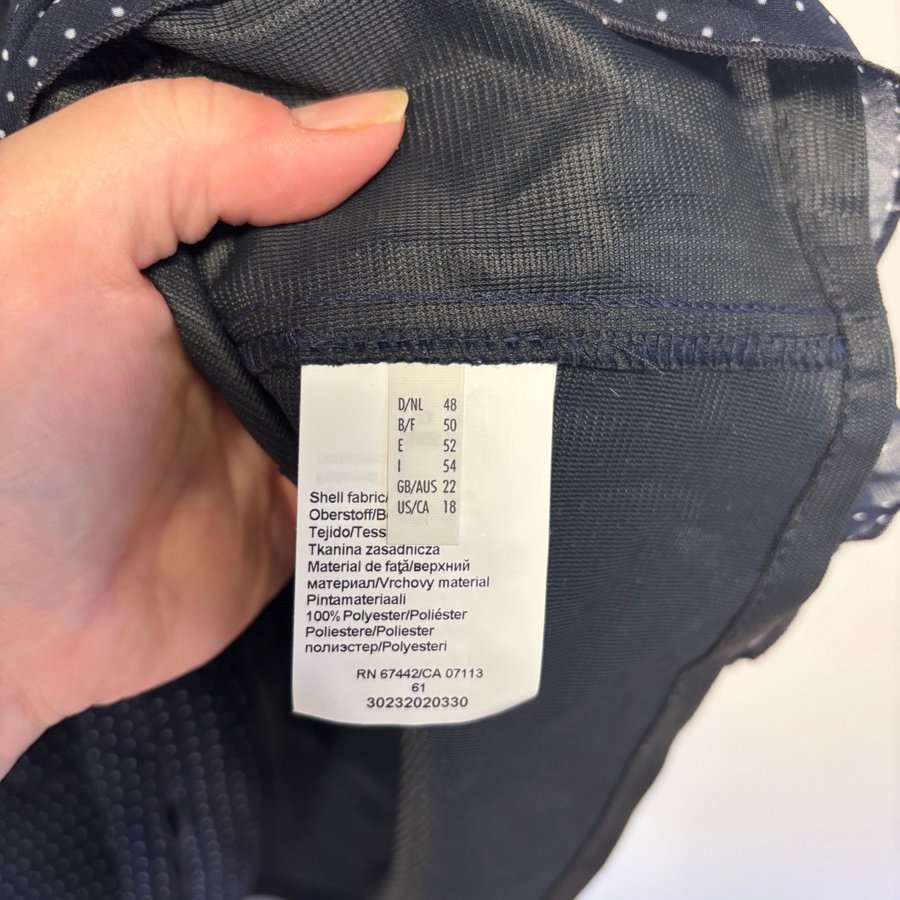 D/NL 48
B/F 50
E 52
I 54
GB/AUS 22
US/CA 18
Shell fabric/
Oberstoff/B
Tejido/Tess
Tkanina zasadnicza
Material de faţă/верхний
материал/Vrchovy material
Pintamateriaali
100% Polyester/Poliéster
Poliestere/Poliester
полиэстер/Polyesteri
RN 67442/CA 07113
61
30232020330